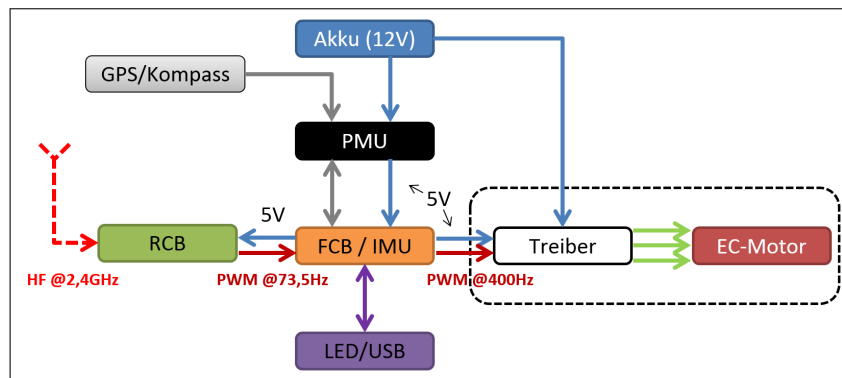 Akku (12V)
GPS/Kompass
PMU
5V
5V
RCB
FCB / IMU
Treiber
EC-Motor
HF @2,4GHz
PWM @73,5Hz
PWM @400Hz
LED/USB